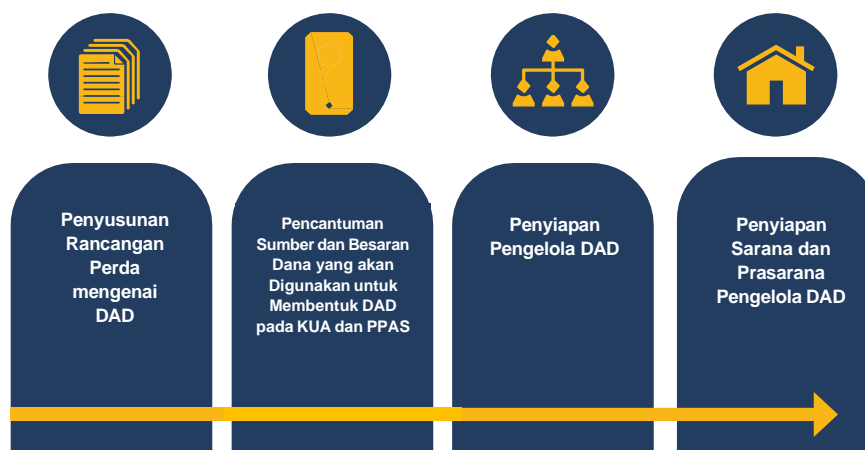 Penyusunan
Rancangan
Perda
mengenai
DAD
Pencantuman
Sumber dan Besaran
Dana yang akan
Digunakan untuk
Membentuk DAD
pada KUA dan PPAS
Penyiapan
Pengelola DAD
Penyiapan
Sarana dan
Prasarana
Pengelola DAD